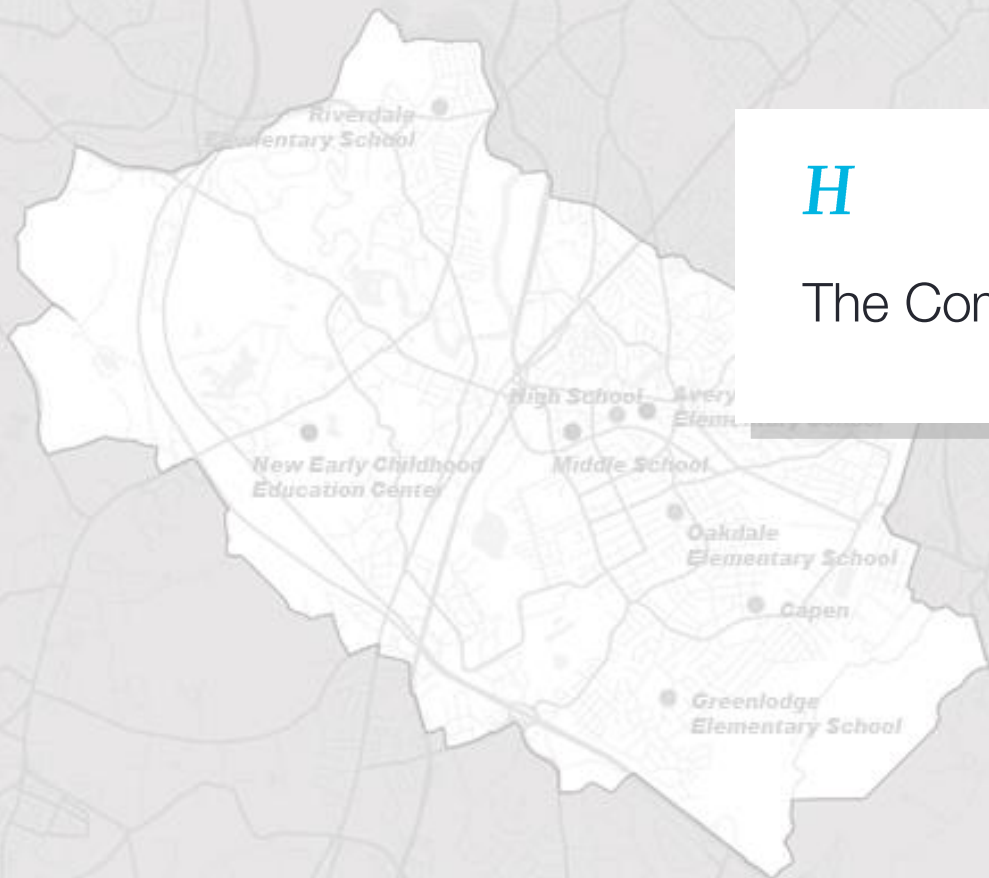 Riverdale
Elementary School
H
The Con
High School
Avery
New Early Childhood
Education Center
Middle School
Oakdale
Elementary School
Capen
Greenlodge
Elementary School